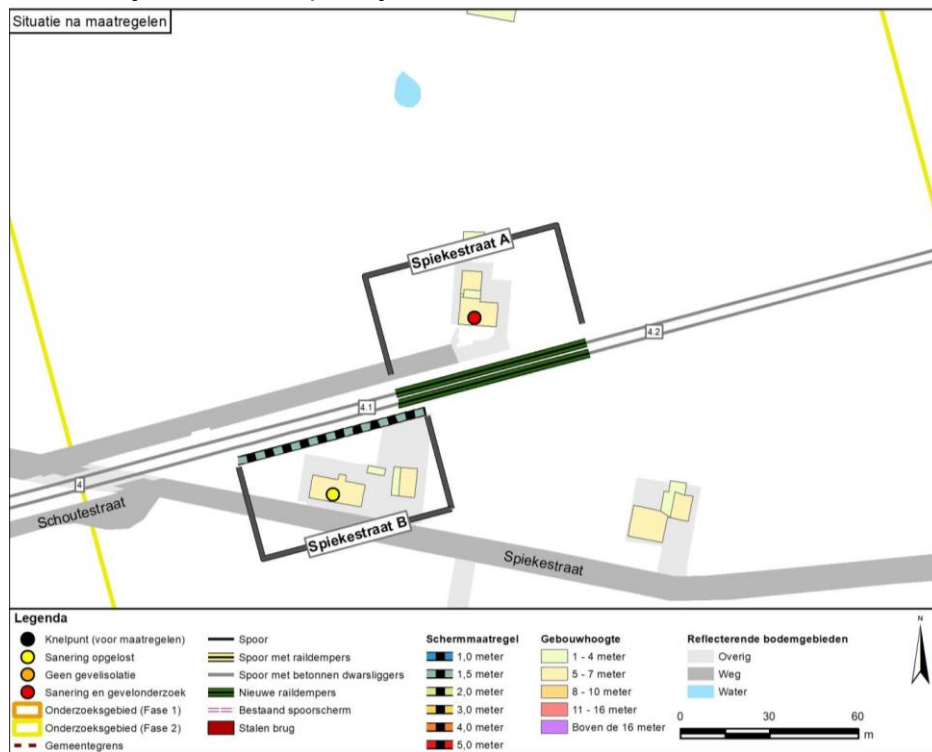 Situatie na maatregelen
Spiekestraat A
4.2
4.1
4
Schoutestraat
Spiekestraat B
Spiekestraat
Legenda
Knelpunt (voor maatregelen)
Sanering opgelost
Geen gevelisolatie
Sanering en gevelonderzoek
Onderzoeksgebied (Fase 1)
Onderzoeksgebied (Fase 2)
Gemeentegrens
Spoor
Spoor met raildempers
Spoor met betonnen dwarsliggers
Nieuwe raildempers
Bestaand spoorscherm
Stalen brug
Schermmaatregel
1,0 meter
1,5 meter
2,0 meter
3,0 meter
4,0 meter
5,0 meter
Gebouwhoogte
1 - 4 meter
5 - 7 meter
8 - 10 meter
11 - 16 meter
Boven de 16 meter
Reflecterende bodemgebieden
Overig
Weg
Water
N
0 30 60
m